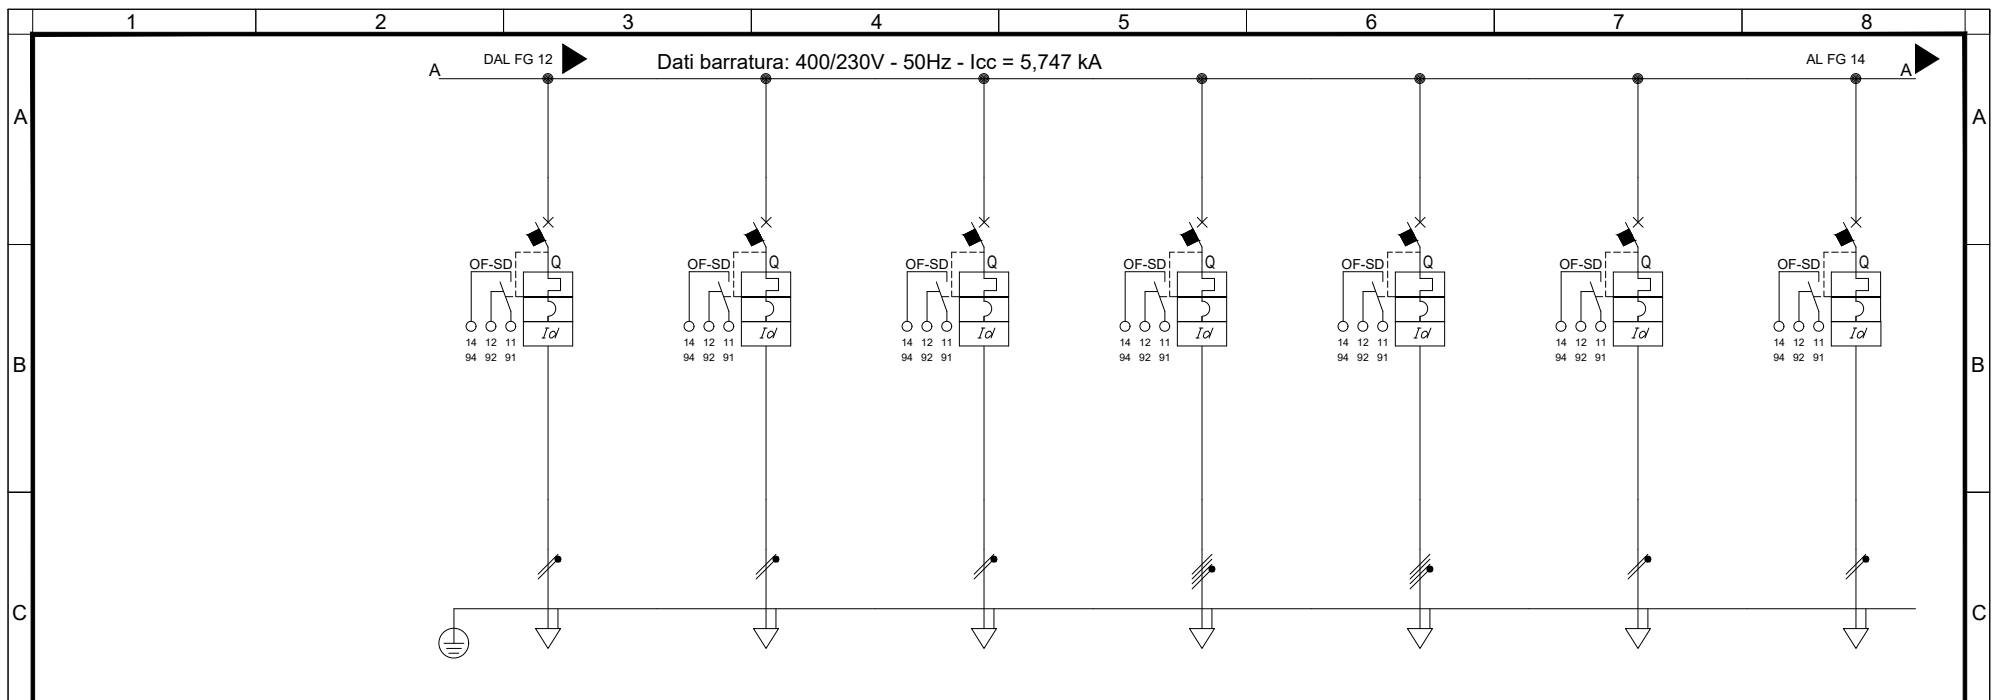 1 2 3 4 5 6 7 8
DAL FG 12 Dati barratura: 400/230V - 50Hz - Icc = 5,747 kA AL FG 14
A A
A A
OF-SD Q OF-SD Q OF-SD Q OF-SD Q OF-SD Q OF-SD Q OF-SD Q
Id Id Id Id Id Id Id
14 12 11 14 12 11 14 12 11 14 12 11 14 12 11 14 12 11 14 12 11
94 92 91 94 92 91 94 92 91 94 92 91 94 92 91 94 92 91 94 92 91
B B
C C